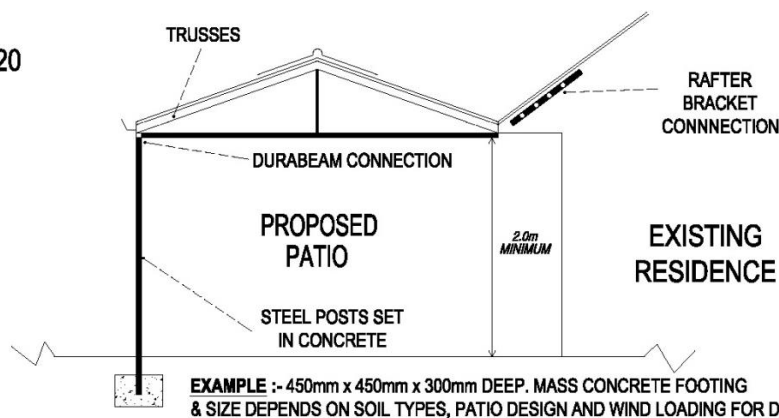 20
TRUSSES
RAFTER
BRACKET
CONNNECTION
DURABEAM CONNECTION
PROPOSED
PATIO
2.0m
MINIMUM
EXISTING
RESIDENCE
STEEL POSTS SET
IN CONCRETE
EXAMPLE :- 450mm x 450mm x 300mm DEEP. MASS CONCRETE FOOTING
& SIZE DEPENDS ON SOIL TYPES, PATIO DESIGN AND WIND LOADING FOR D